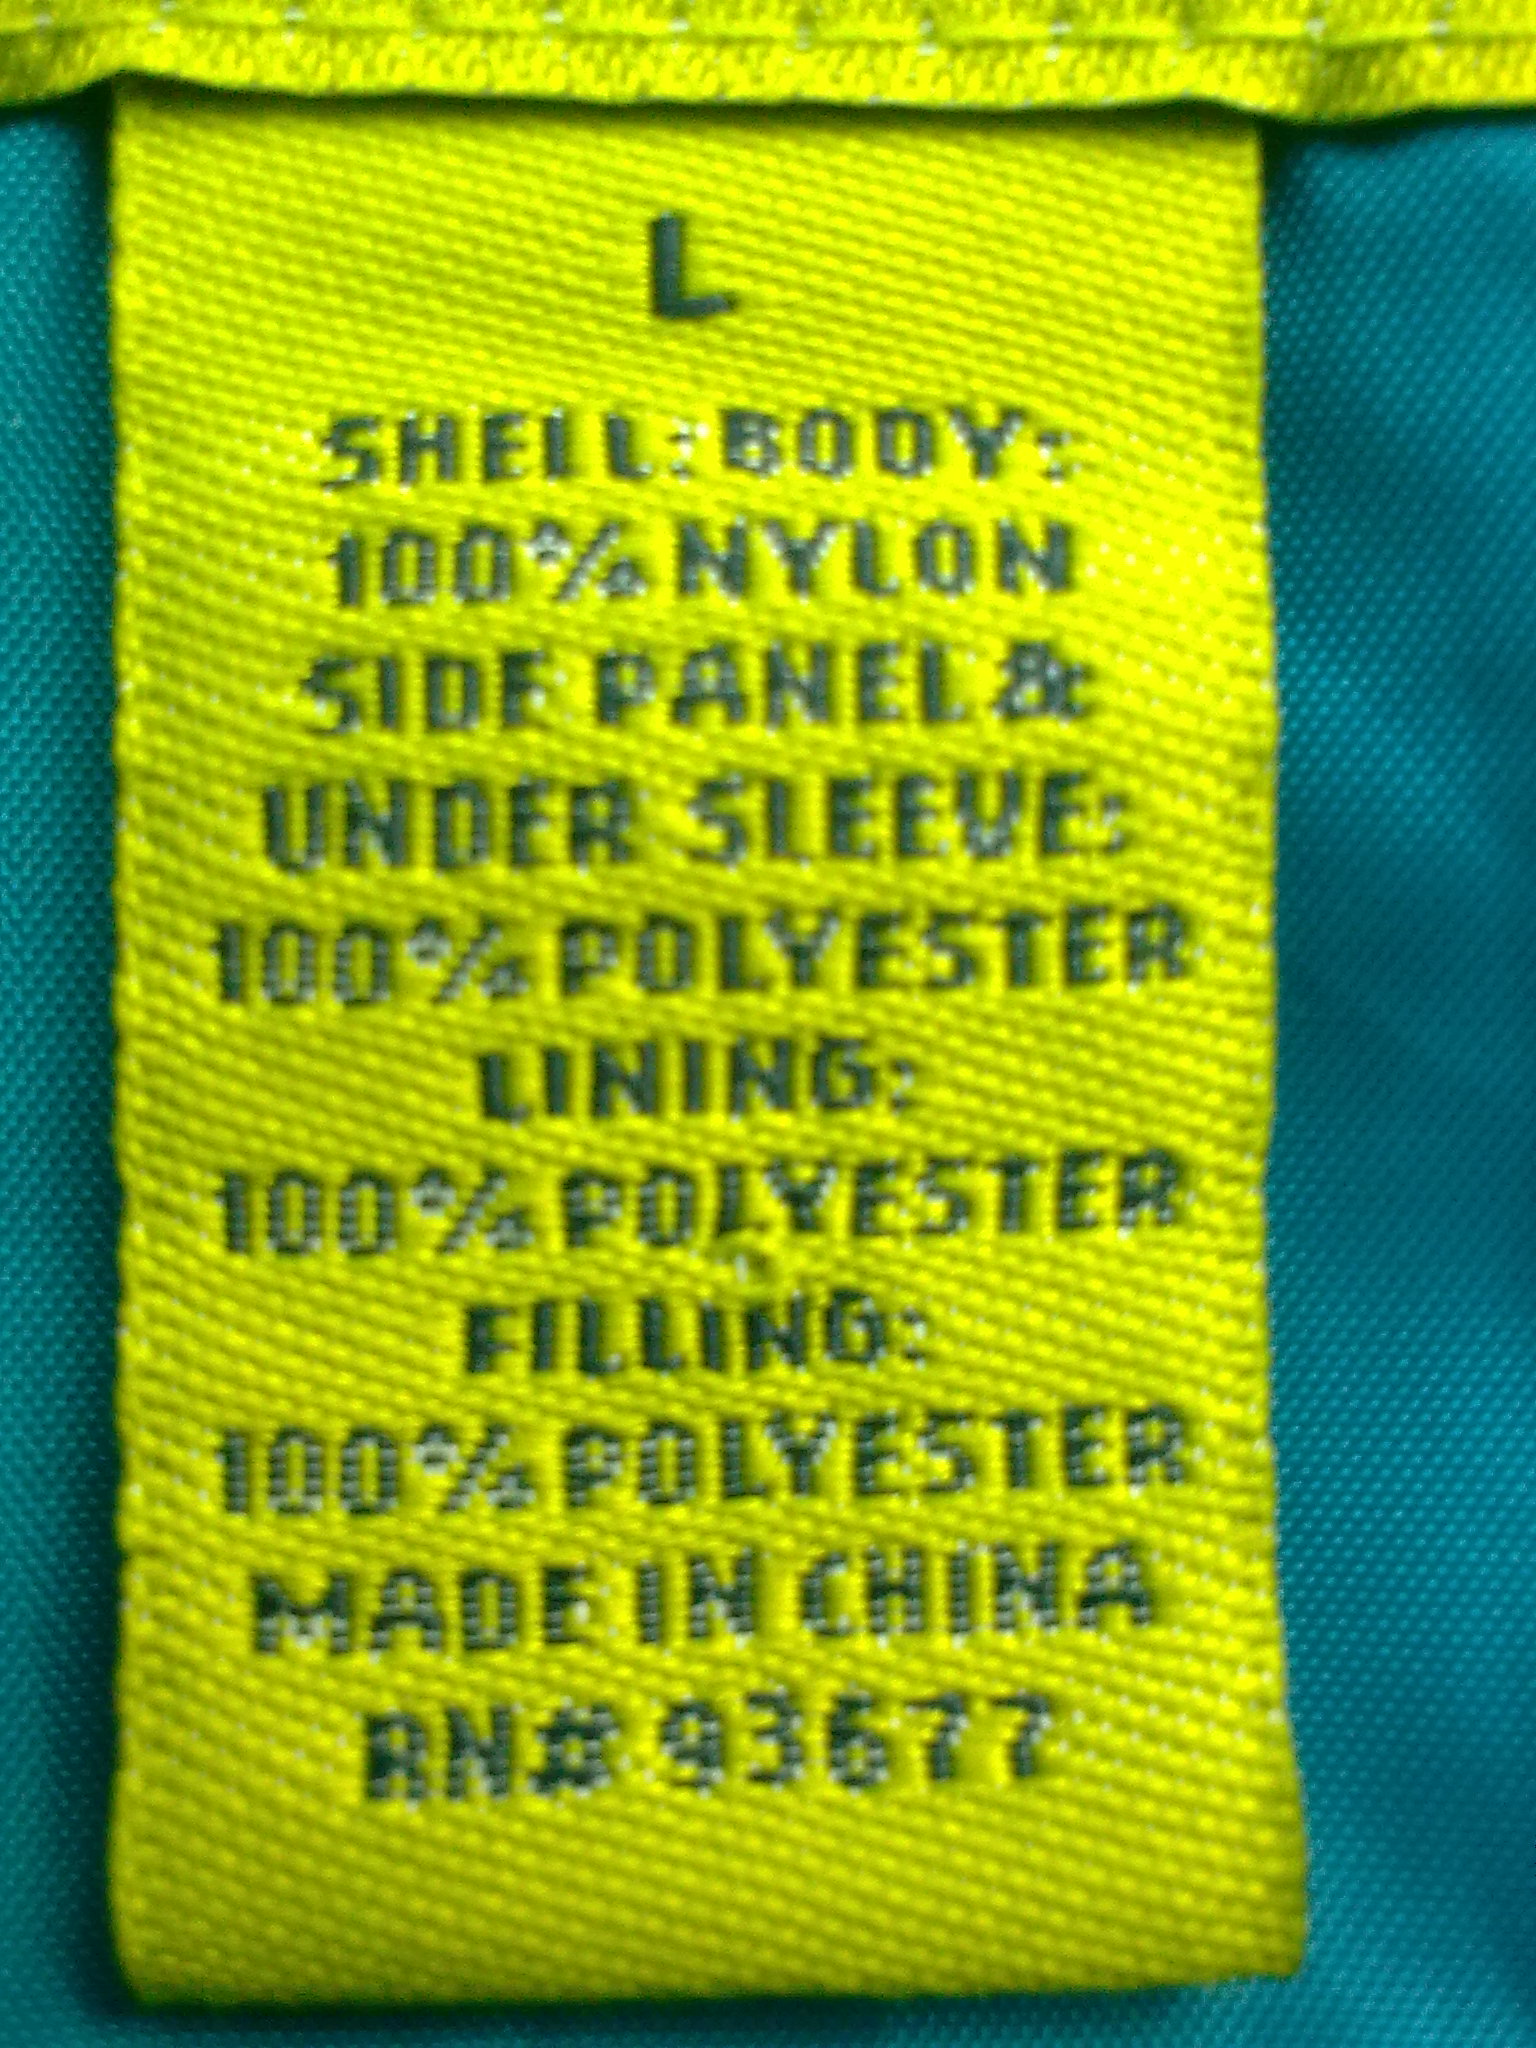 L
SHELL: BODY:
100% NYLON
SIDE PANEL &
UNDER SLEEVE:
100% POLYESTER
LINING:
100% POLYESTER
FILLING:
100% POLYESTER
MADE IN CHINA
RN# 93677